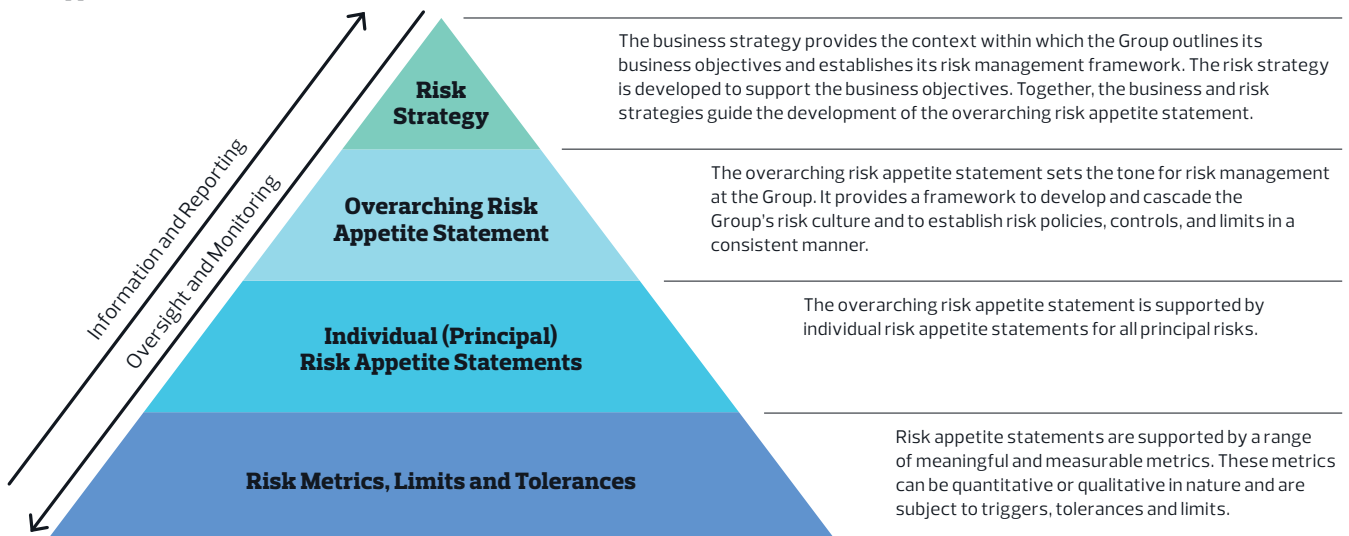 Information and Reporting
Oversight and Monitoring
Risk
Strategy
The business strategy provides the context within which the Group outlines its
business objectives and establishes its risk management framework. The risk strategy
is developed to support the business objectives. Together, the business and risk
strategies guide the development of the overarching risk appetite statement.
Overarching Risk
Appetite Statement
The overarching risk appetite statement sets the tone for risk management
at the Group. It provides a framework to develop and cascade the
Group's risk culture and to establish risk policies, controls, and limits in a
consistent manner.
Individual (Principal)
Risk Appetite Statements
The overarching risk appetite statement is supported by
individual risk appetite statements for all principal risks.
Risk Metrics, Limits and Tolerances
Risk appetite statements are supported by a range
of meaningful and measurable metrics. These metrics
can be quantitative or qualitative in nature and are
subject to triggers, tolerances and limits.